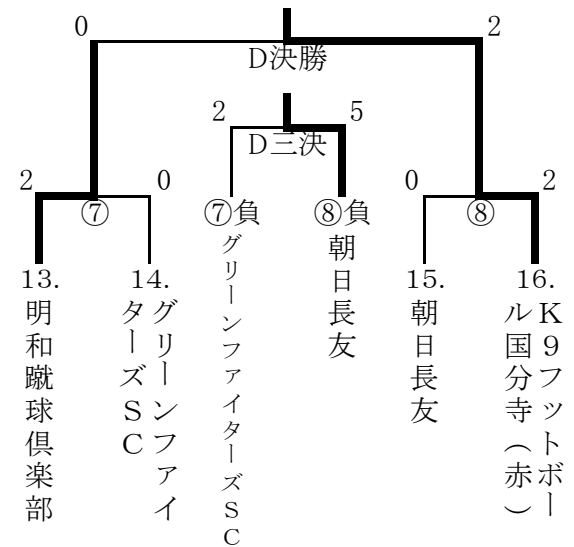 0 2
D決勝
2 5
D三決
2 0 0 2
⑦ ⑦負 ⑧負 ⑧
13. 14. 15. 16.
明和蹴球倶楽部
グリーンファイ
ターズSC
グリーンファイターズSC
朝日長友
朝日長友
K9フットボー
ル国分寺(赤)